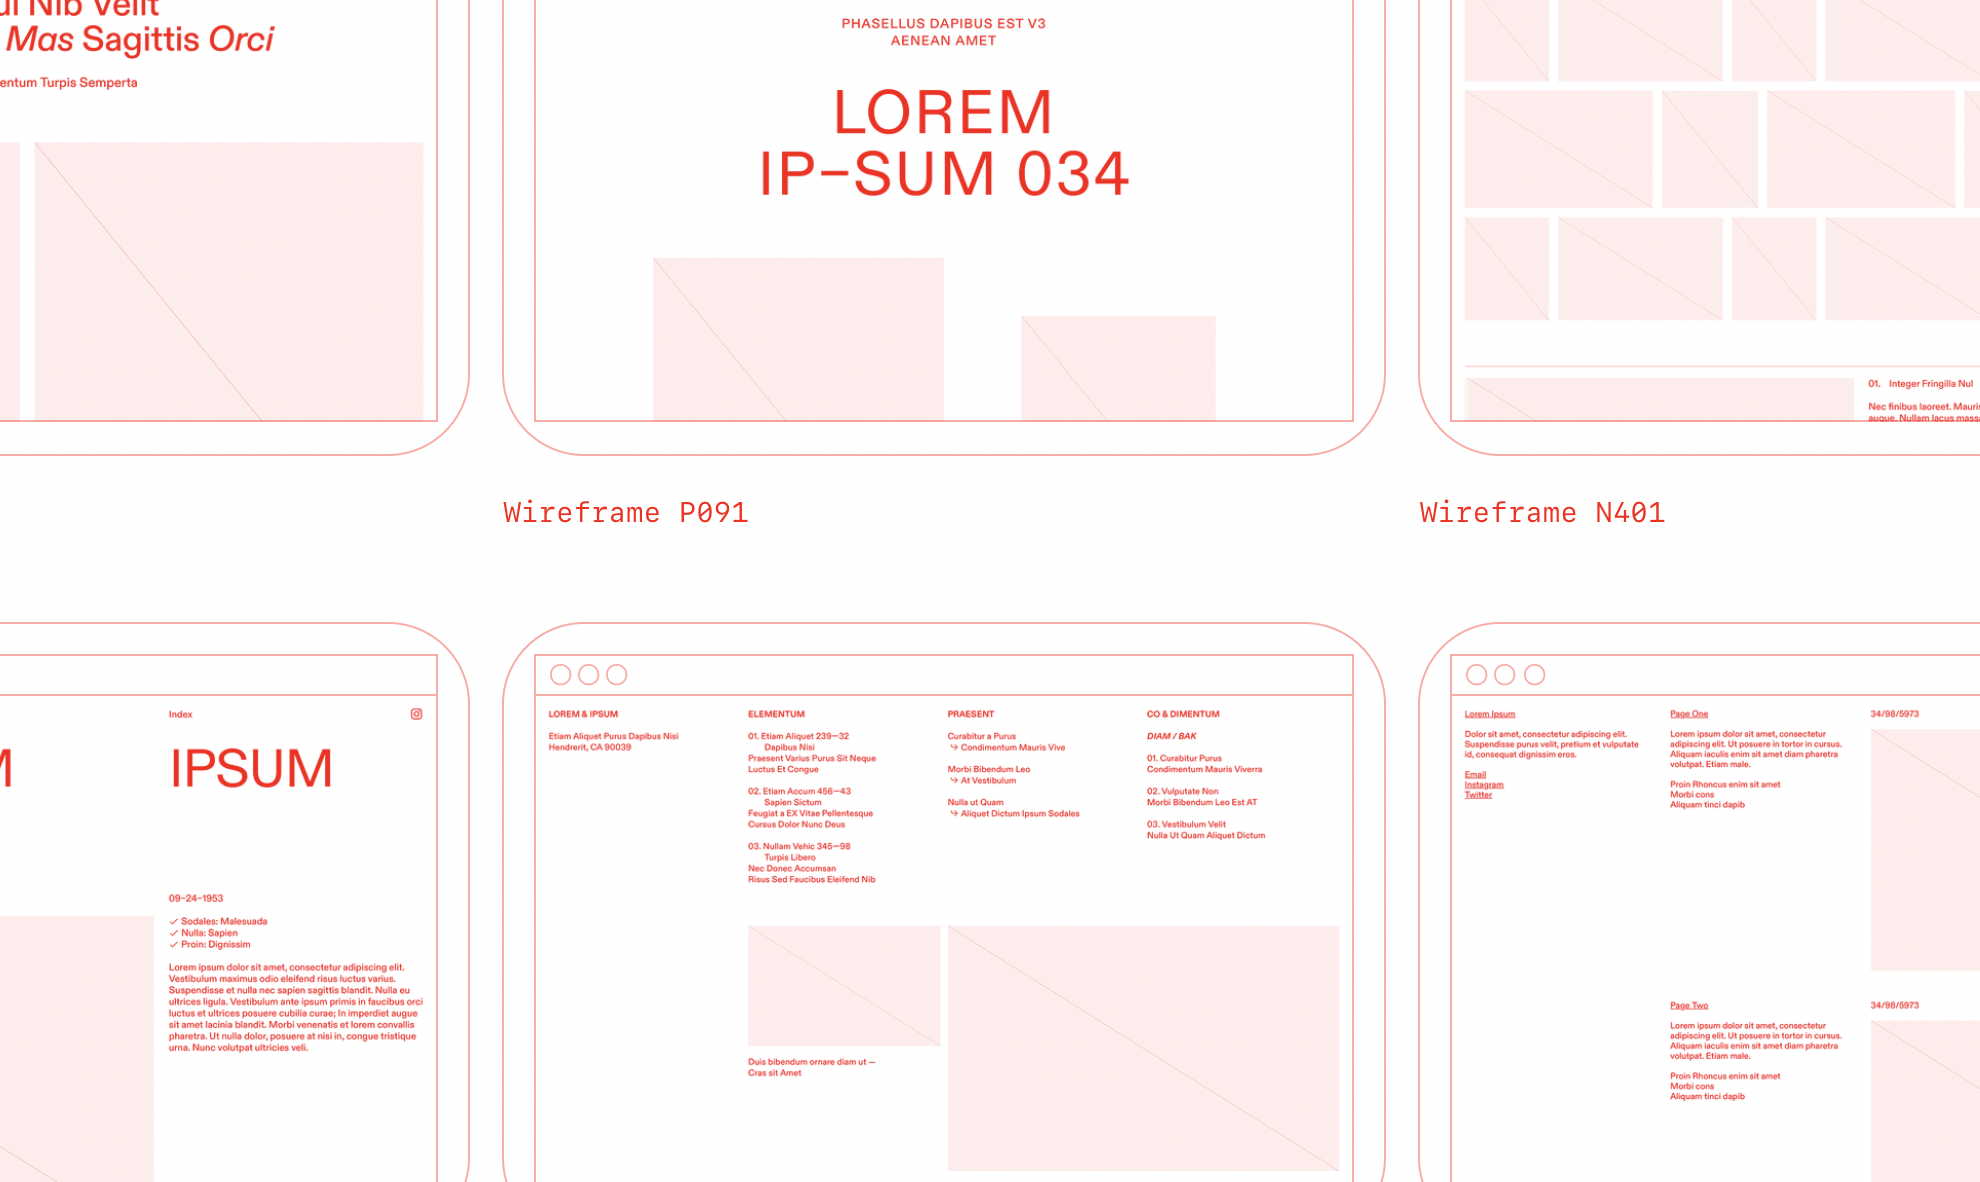 Nib Velit
Mas Sagittis Orci
entum Turpis Semperta
PHASELLUS DAPIBUS EST V3
AENEAN AMET
LOREM
IP–SUM 034
01. Integer Fringilla Nul
Nec finibus laoreet. Mauris
augue. Nullam lacus mass
Wireframe P091
Wireframe N401
Index
IPSUM
09–24–1953
✓ Sodales: Malesuada
✓ Nulla: Sapien
✓ Proin: Dignissim
Lorem ipsum dolor sit amet, consectetur adipiscing elit.
Vestibulum maximus odio eleifend risus luctus varius.
Suspendisse et nulla nec sapien sagittis blandit. Nulla eu
ultrices ligula. Vestibulum ante ipsum primis in faucibus orci
luctus et ultrices posuere cubilia curae; In imperdiet augue
sit amet lacinia blandit. Morbi venenatis et lorem convallis
pharetra. Ut nulla dolor, posuere at nisi in, congue tristique
urna. Nunc volutpat ultricies veli.
LOREM & IPSUM
Etiam Aliquet Purus Dapibus Nisi
Hendrerit, CA 90039
ELEMENTUM
01. Etiam Aliquet 239—32
Dapibus Nisi
Praesent Varius Purus Sit Neque
Luctus Et Congue
02. Etiam Accum 456—43
Sapien Sictum
Feugiat a EX Vitae Pellentesque
Cursus Dolor Nunc Deus
03. Nullam Vehic 345—98
Turpis Libero
Nec Donec Accumsan
Risus Sed Faucibus Eleifend Nib
PRAESENT
Curabitur a Purus
↪ Condimentum Mauris Vive
Morbi Bibendum Leo
↪ At Vestibulum
Nulla ut Quam
↪ Aliquet Dictum Ipsum Sodales
CO & DIMENTUM
DIAM / BAK
01. Curabitur Purus
Condimentum Mauris Viverra
02. Vulputate Non
Morbi Bibendum Leo Est AT
03. Vestibulum Velit
Nulla Ut Quam Aliquet Dictum
Duis bibendum ornare diam ut —
Cras sit Amet
Lorem Ipsum
Dolor sit amet, consectetur adipiscing elit.
Suspendisse purus velit, pretium et vulputate
id, consequat dignissim eros.
Email
Instagram
Twitter
Page One
Lorem ipsum dolor sit amet, consectetur
adipiscing elit. Ut posuere in tortor in cursus.
Aliquam iaculis enim sit amet diam pharetra
volutpat. Etiam male.
Proin Rhoncus enim sit amet
Morbi cons
Aliquam tinci dapib
34/98/5973
Page Two
Lorem ipsum dolor sit amet, consectetur
adipiscing elit. Ut posuere in tortor in cursus.
Aliquam iaculis enim sit amet diam pharetra
volutpat. Etiam male.
Proin Rhoncus enim sit amet
Morbi cons
Aliquam tinci dapib
34/98/5973